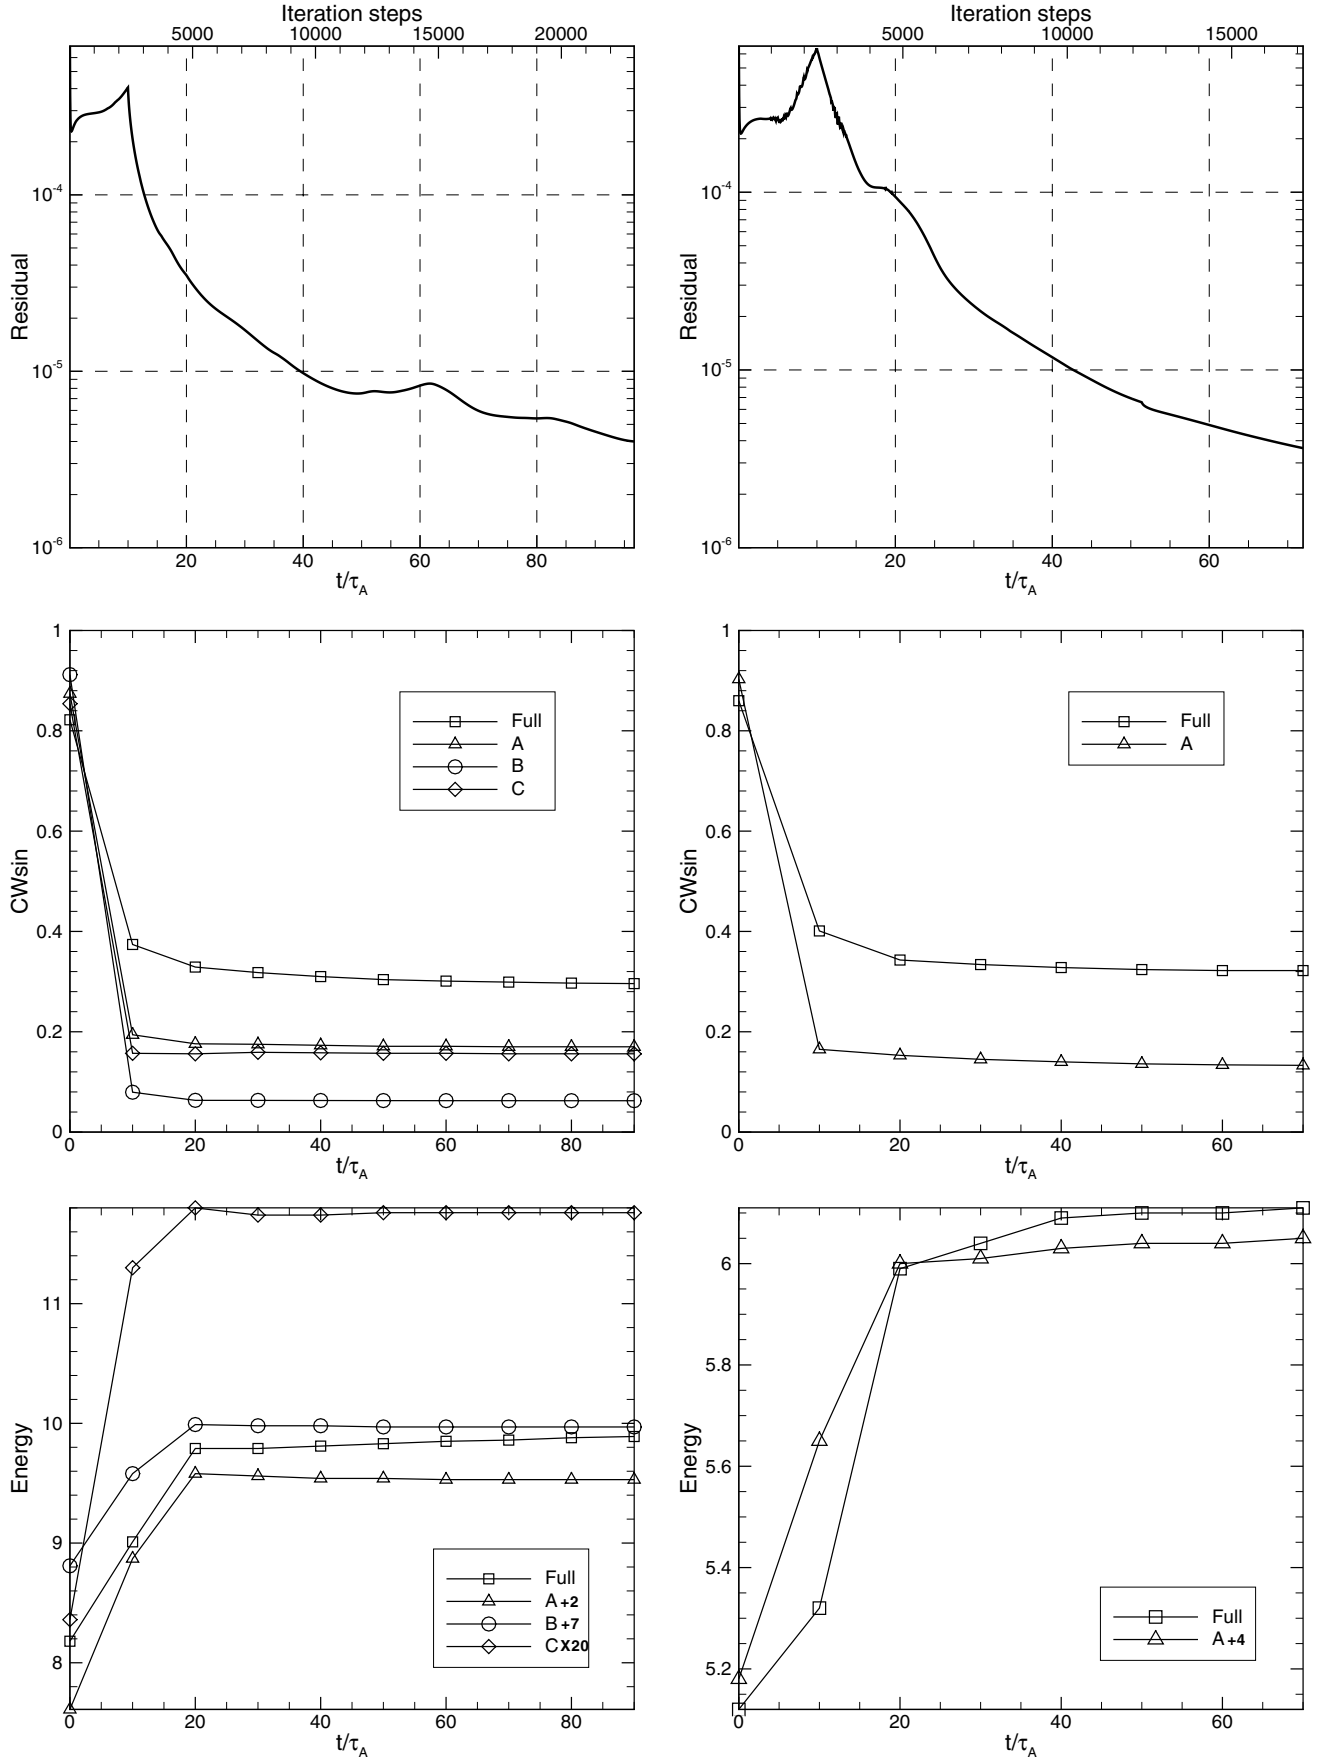 Iteration steps
5000 10000 15000 20000
10-4
10-5
10-6
Residual
20 40 60 80
t/τA
Iteration steps
5000 10000 15000
10-4
10-5
10-6
Residual
20 40 60
t/τA
1
0.8
0.6
0.4
0.2
0
CWsin
Full
A
B
C
0 20 40 60 80
t/τA
1
0.8
0.6
0.4
0.2
0
CWsin
Full
A
0 20 40 60
t/τA
11
10
9
8
Energy
Full
A +2
B +7
C X20
0 20 40 60 80
t/τA
6
5.8
5.6
5.4
5.2
Energy
Full
A +4
0 20 40 60
t/τA